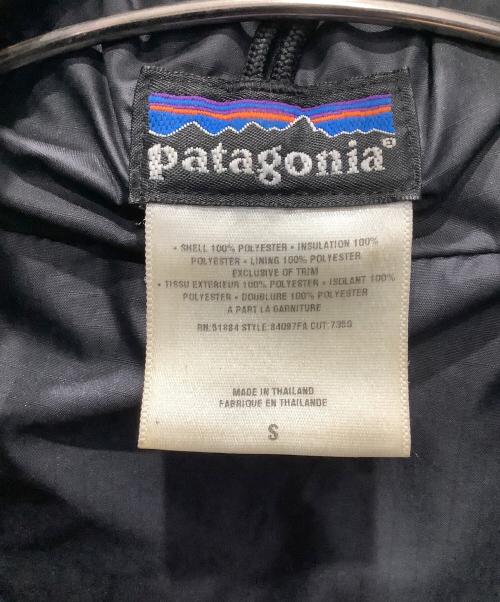 patagonia®
• SHELL 100% POLYESTER • INSULATION 100%
POLYESTER • LINING 100% POLYESTER
EXCLUSIVE OF TRIM
• TISSU EXTERIEUR 100% POLYESTER • ISOLANT 100%
POLYESTER • DOUBLURE 100% POLYESTER
A PART LA GARNITURE
RN:51884 STYLE:84097FA CUT:7350
MADE IN THAILAND
FABRIQUE EN THAILANDE
S